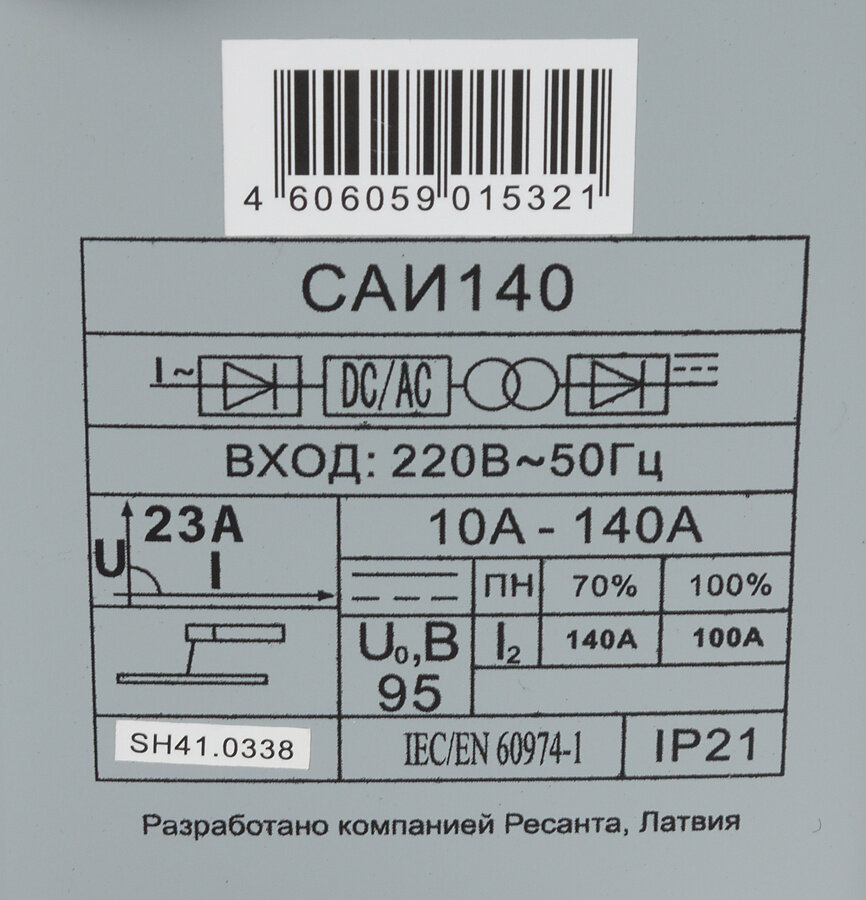 4 606059 015321
САИ140
1~ DC/AC
ВХОД: 220В~50Гц
23А
10А - 140А
U
I
ПН 70% 100%
U₀,В I₂ 140А 100А
95
SH41.0338 IEC/EN 60974-1 IP21
Разработано компанией Ресанта, Латвия